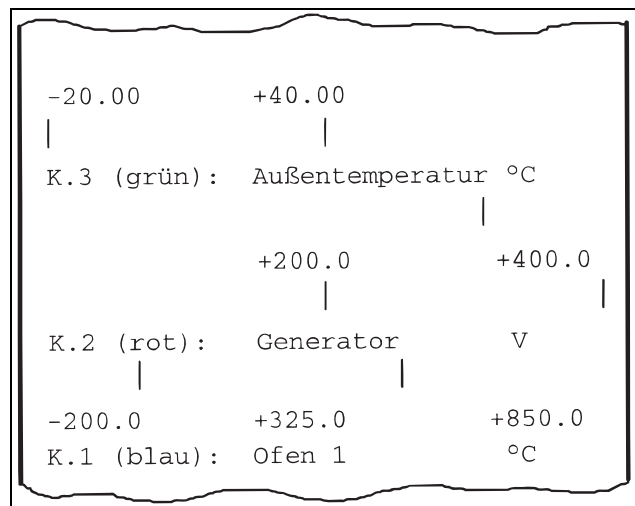 -20.00 +40.00
K.3 (grün): Außentemperatur °C
+200.0 +400.0
K.2 (rot): Generator V
-200.0 +325.0 +850.0
K.1 (blau): Ofen 1 °C